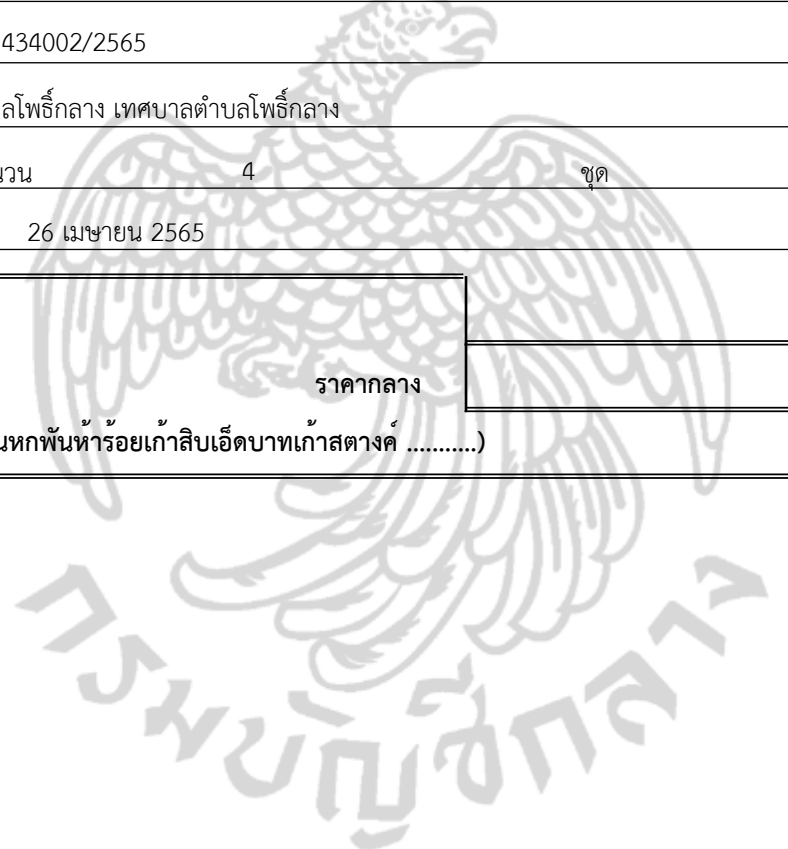 434002/2565
ลโพธิ์กลาง เทศบาลตำบลโพธิ์กลาง
นวน 4 ชุด
26 เมษายน 2565
ราคากลาง
นหกพันห้าร้อยเก้าสิบเอ็ดบาทเก้าสตางค์ ...........)
กรมบัญชีกลาง